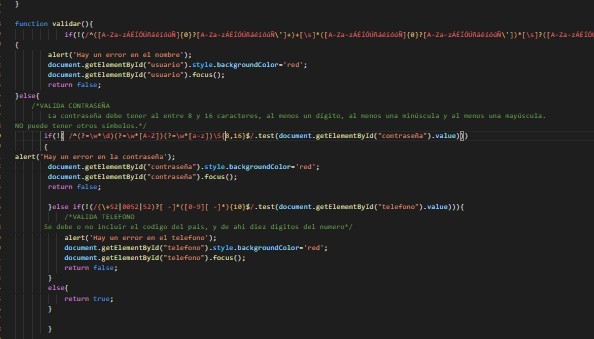 }
function validar(){
if(!(/^([A-Za-zÁÉÍÓÚñáéíóúÑ]{0}?[A-Za-zÁÉÍÓÚñáéíóúÑ\']+)+[\s]*([A-Za-zÁÉÍÓÚñáéíóúÑ]{0}?[A-Za-zÁÉÍÓÚñáéíóúÑ\'])*[\s]?([A-Za-zÁÉÍÓÚ
{
alert('Hay un error en el nombre');
document.getElementById("usuario").style.backgroundColor='red';
document.getElementById("usuario").focus();
return false;
}else{
/*VALIDA CONTRASEÑA
La contraseña debe tener al entre 8 y 16 caracteres, al menos un dígito, al menos una minúscula y al menos una mayúscula.
NO puede tener otros símbolos.*/
if(!( /^(?=\w*\d)(?=\w*[A-Z])(?=\w*[a-z])\S{8,16}$/.test(document.getElementById("contraseña").value)))
{
alert('Hay un error en la contraseña');
document.getElementById("contraseña").style.backgroundColor='red';
document.getElementById("contraseña").focus();
return false;
}else if(!(/(\+52|0052|52)?[ -]*([0-9][ -]*){10}$/.test(document.getElementById("telefono").value))){
/*VALIDA TELEFONO
Se debe o no incluir el codigo del pais, y de ahi diez digitos del numero*/
alert('Hay un error en el telefono');
document.getElementById("telefono").style.backgroundColor='red';
document.getElementById("telefono").focus();
return false;
}
else{
return true;
}
}